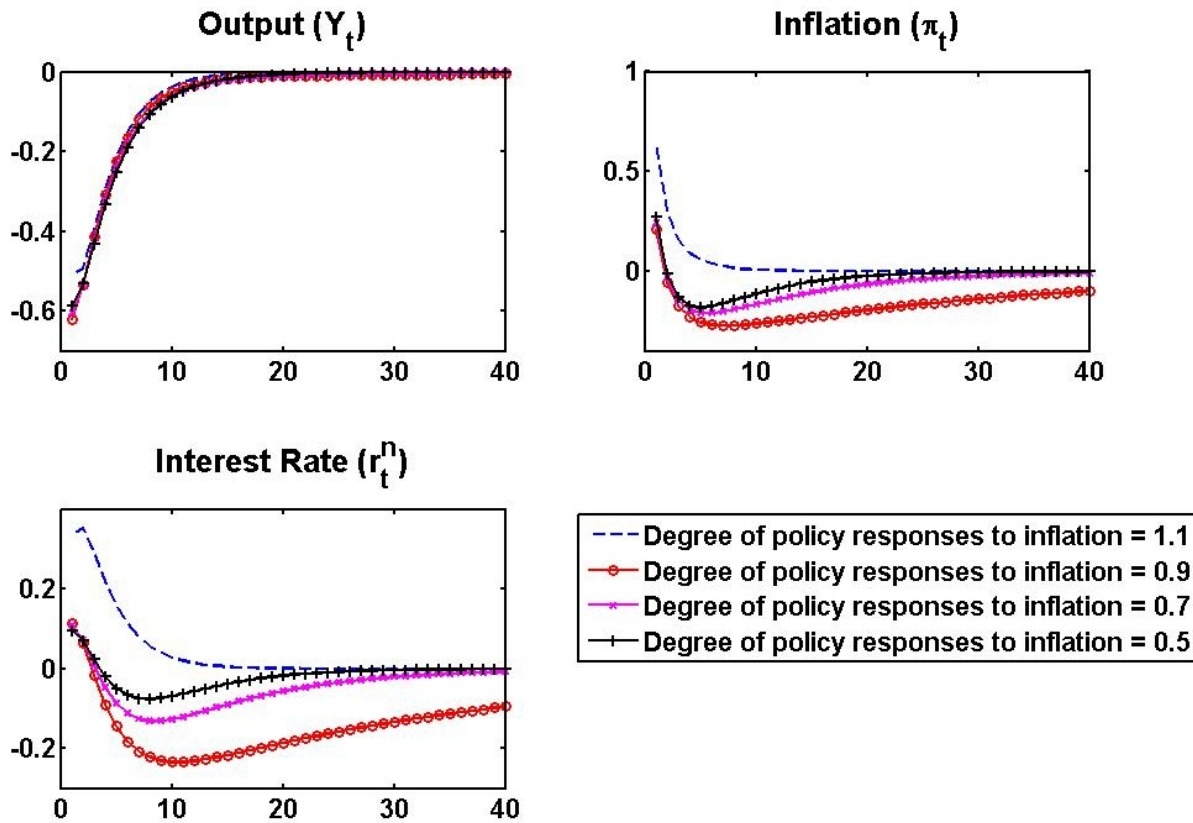 Output (Y_t)
0
-0.2
-0.4
-0.6
0 10 20 30 40
Inflation (π_t)
1
0.5
0
0 10 20 30 40
Interest Rate (r_t^n)
0.2
0
-0.2
0 10 20 30 40
Degree of policy responses to inflation = 1.1
Degree of policy responses to inflation = 0.9
Degree of policy responses to inflation = 0.7
Degree of policy responses to inflation = 0.5